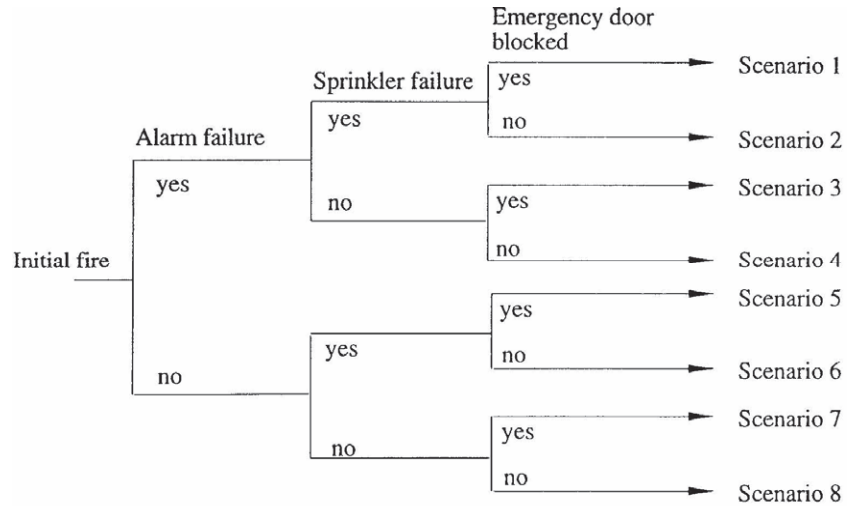 Emergency door
blocked
Scenario 1
Sprinkler failure
yes
yes
no
Alarm failure
Scenario 2
yes
Scenario 3
no
yes
no
Initial fire
Scenario 4
Scenario 5
yes
yes
no
no
Scenario 6
Scenario 7
yes
no
no
Scenario 8